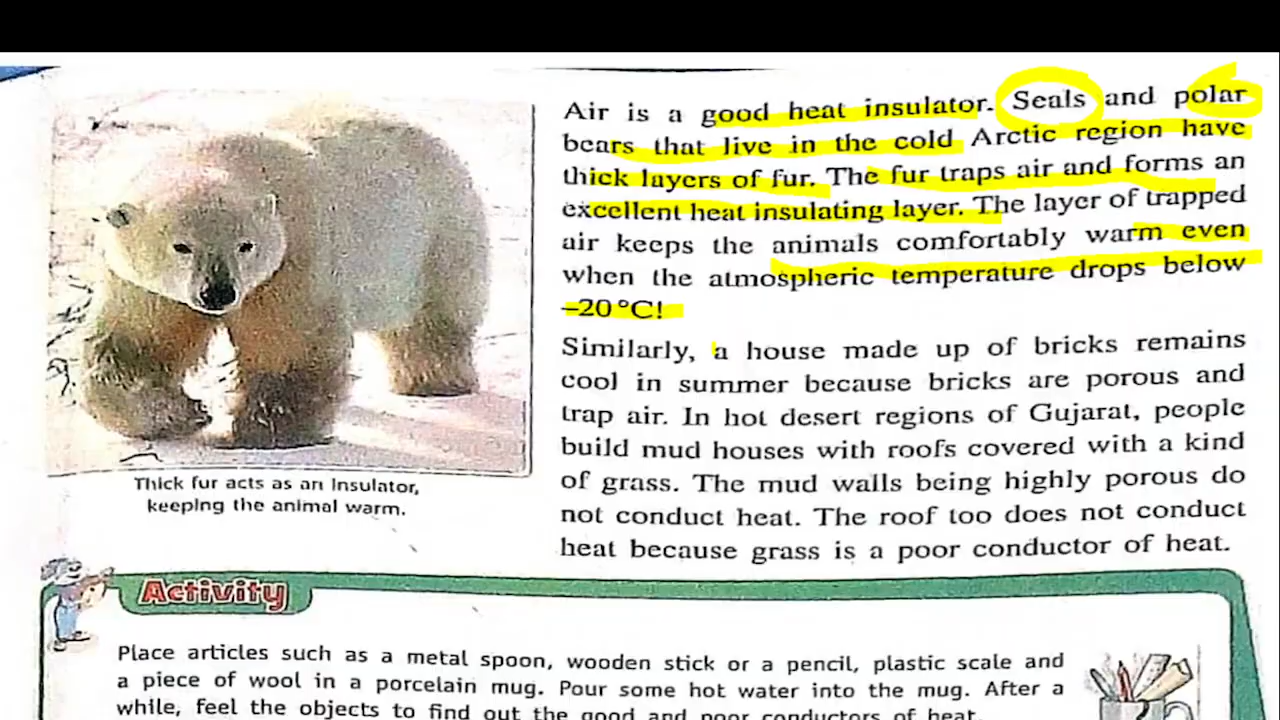 Air is a good heat insulator. Seals and polar
bears that live in the cold Arctic region have
thick layers of fur. The fur traps air and forms an
excellent heat insulating layer. The layer of trapped
air keeps the animals comfortably warm even
when the atmospheric temperature drops below
–20 °C!
Similarly, a house made up of bricks remains
cool in summer because bricks are porous and
trap air. In hot desert regions of Gujarat, people
build mud houses with roofs covered with a kind
of grass. The mud walls being highly porous do
not conduct heat. The roof too does not conduct
heat because grass is a poor conductor of heat.
Thick fur acts as an insulator,
keeping the animal warm.
Activity
Place articles such as a metal spoon, wooden stick or a pencil, plastic scale and
a piece of wool in a porcelain mug. Pour some hot water into the mug. After a
while, feel the objects to find out the good and poor conductors of heat.